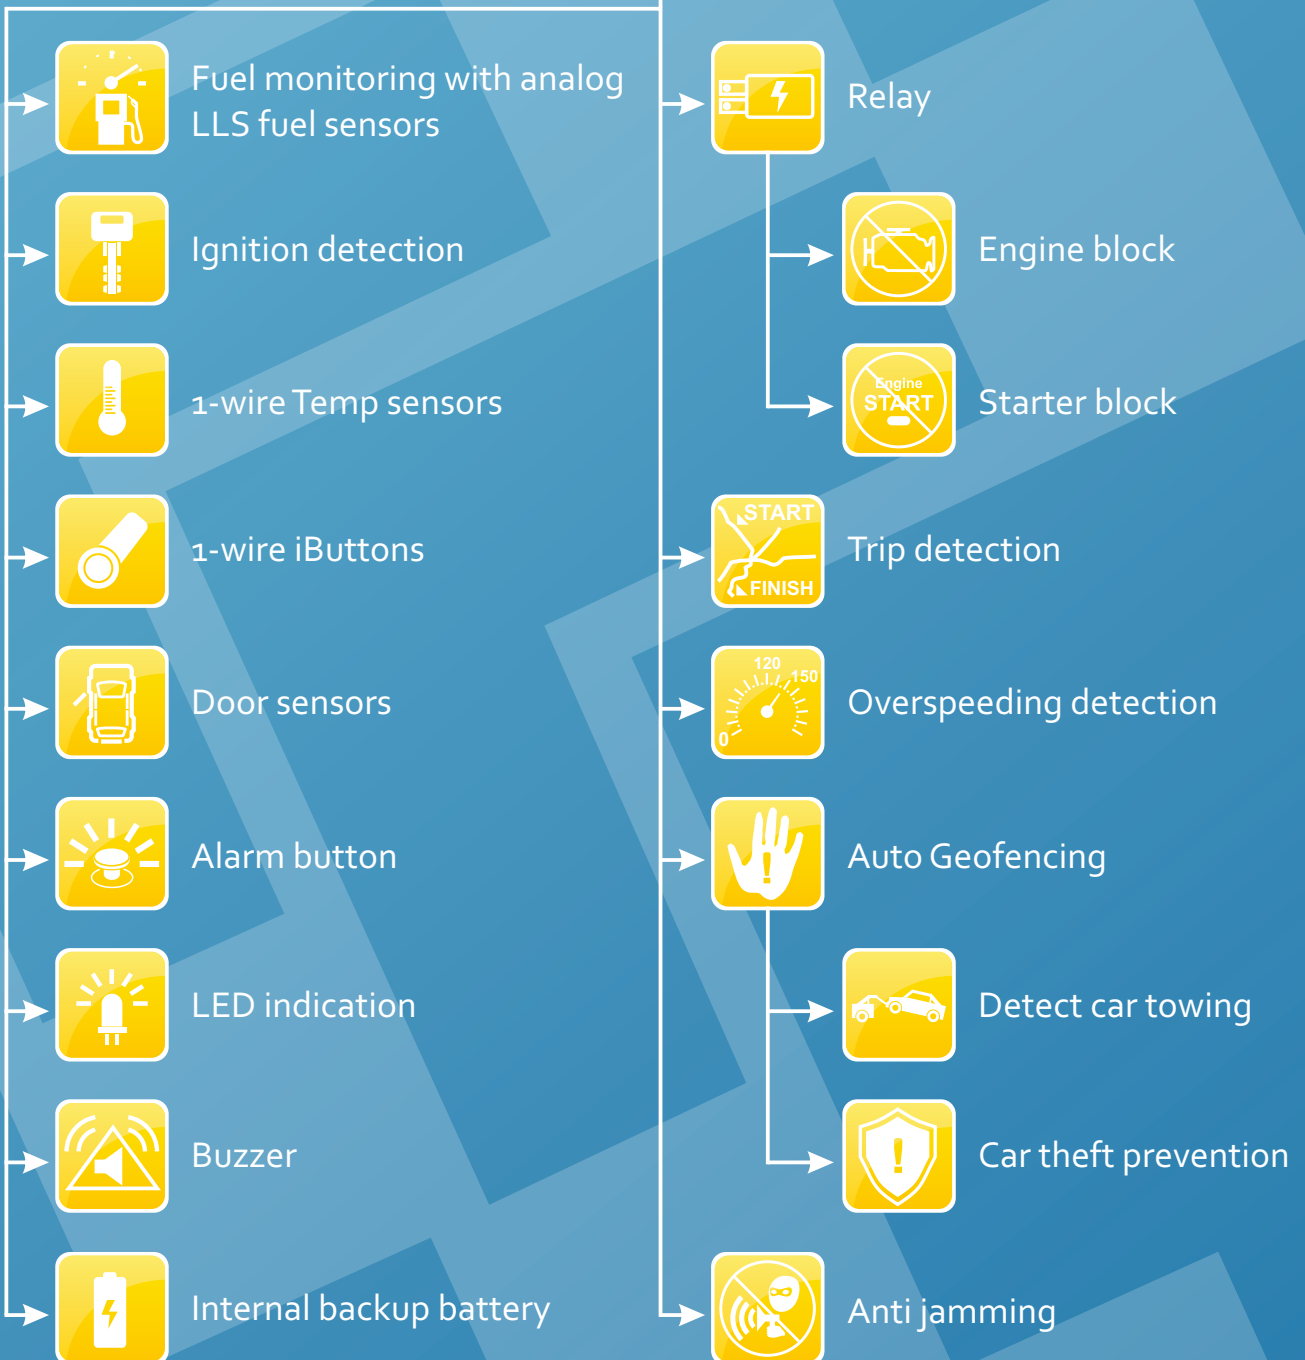 Fuel monitoring with analog
LLS fuel sensors
Ignition detection
1-wire Temp sensors
1-wire iButtons
Door sensors
Alarm button
LED indication
Buzzer
Internal backup battery
Relay
Engine block
Engine
START
Starter block
START
FINISH
Trip detection
120
150
0
Overspeeding detection
Auto Geofencing
Detect car towing
Car theft prevention
Anti jamming